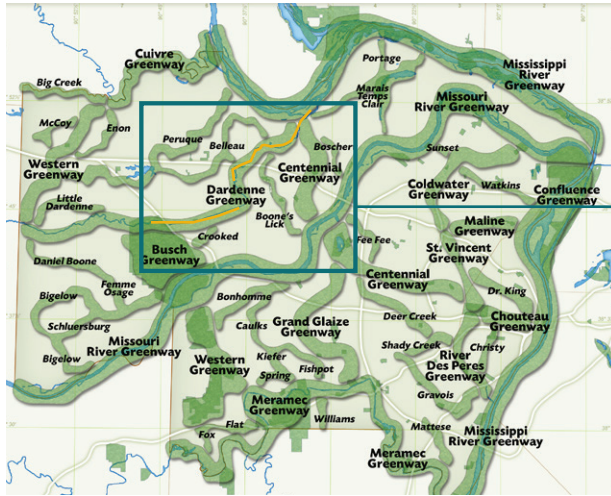 Cuivre
Greenway
Portage
Mississippi
River
Greenway
Big Creek
Marais
Temps
Clair
Missouri
River Greenway
McCoy
Enon
Peruque
Belleau
Boschert
Sunset
Western
Greenway
Centennial
Greenway
Coldwater
Greenway
Watkins
Confluence
Greenway
Dardenne
Greenway
Little
Dardenne
Boone's
Lick
Maline
Greenway
Crooked
Fee Fee
St. Vincent
Greenway
Busch
Greenway
Daniel Boone
Centennial
Greenway
Femme
Osage
Dr. King
Bigelow
Bonhomme
Chouteau
Greenway
Deer Creek
Grand Glaize
Greenway
Schluersburg
Caulks
Missouri
River Greenway
Shady Creek
Christy
River
Des Peres
Greenway
Bigelow
Western
Greenway
Kiefer
Spring
Fishpot
Gravois
Meramec
Greenway
Williams
Mattese
Mississippi
River Greenway
Flat
Fox
Meramec
Greenway